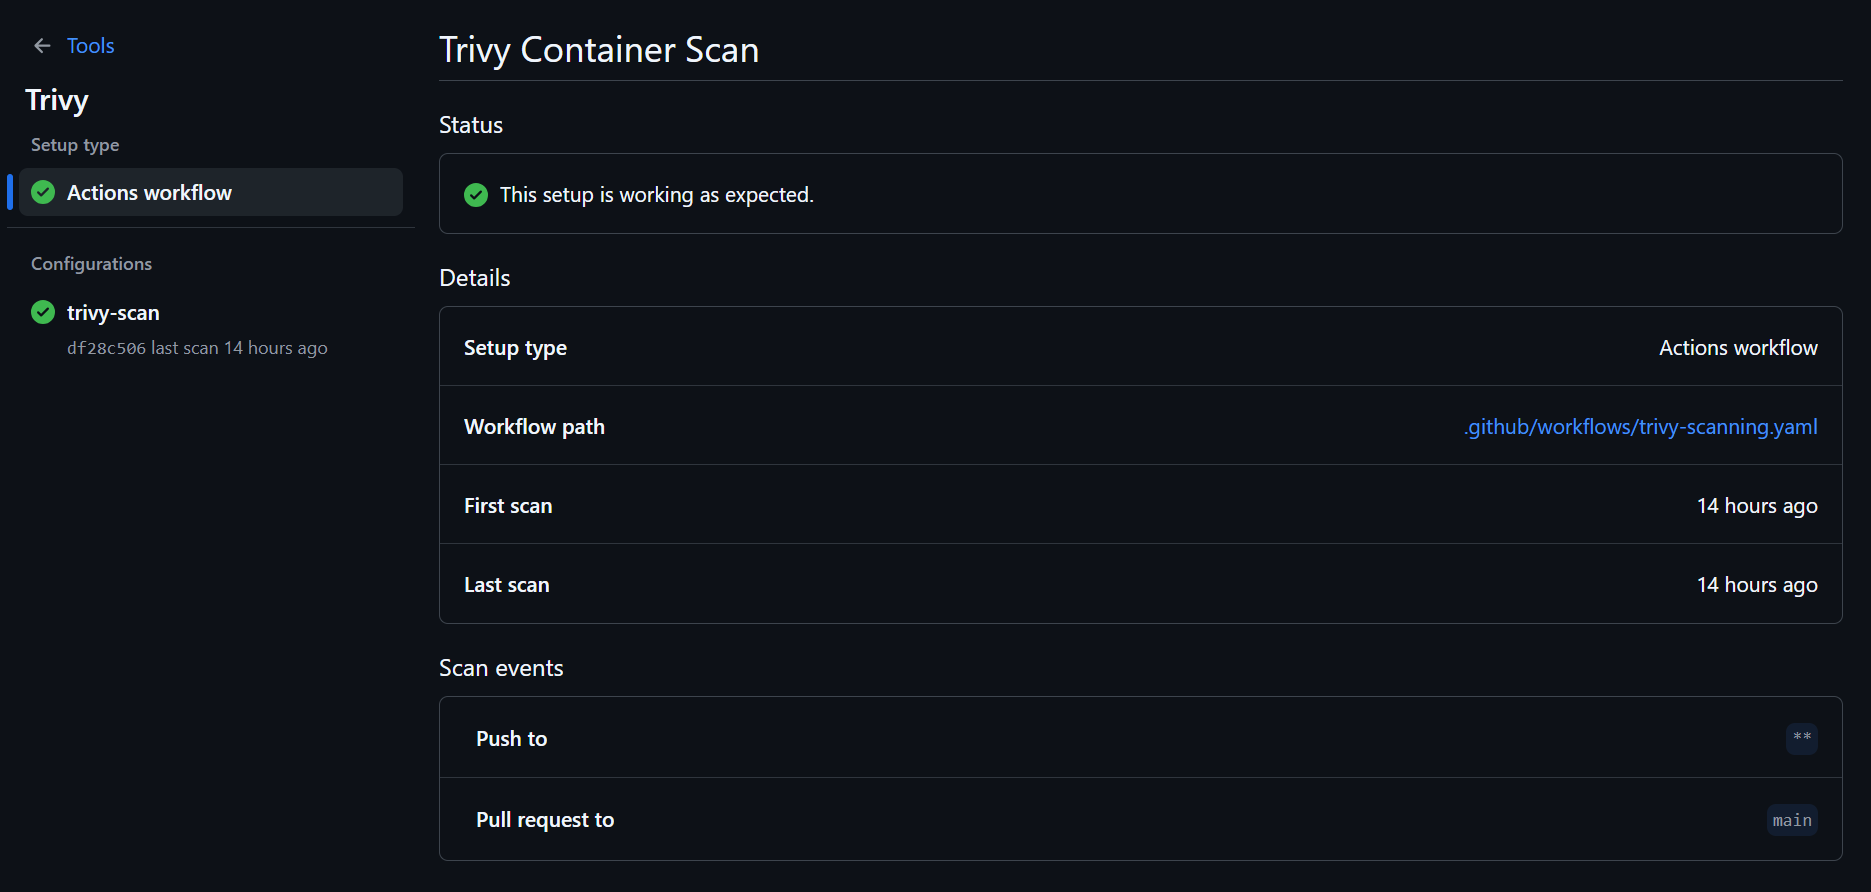 Tools
Trivy
Setup type
Actions workflow
Configurations
trivy-scan
df28c506 last scan 14 hours ago
Trivy Container Scan
Status
This setup is working as expected.
Details
Setup type Actions workflow
Workflow path .github/workflows/trivy-scanning.yaml
First scan 14 hours ago
Last scan 14 hours ago
Scan events
Push to **
Pull request to main